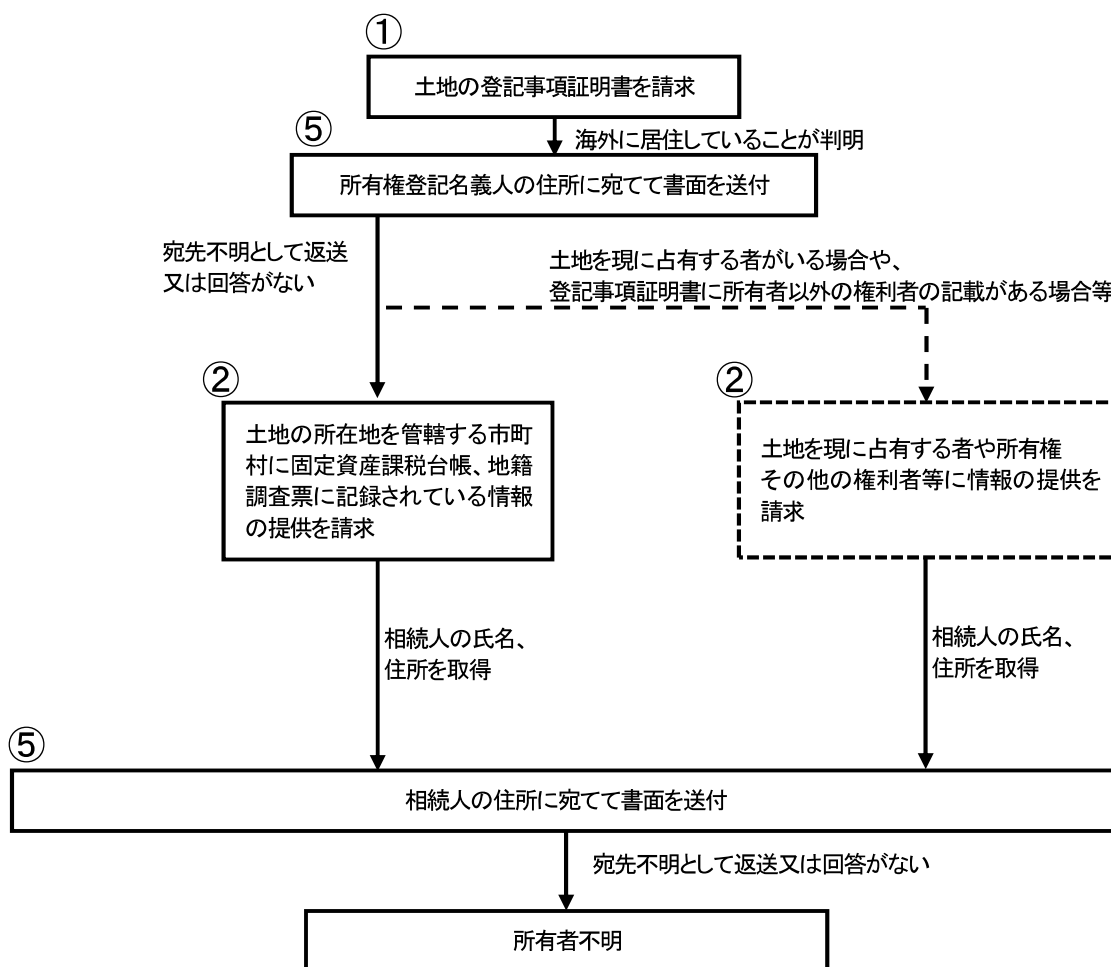 ①
土地の登記事項証明書を請求
海外に居住していることが判明
⑤
所有権登記名義人の住所に宛てて書面を送付
宛先不明として返送
又は回答がない
土地を現に占有する者がいる場合や、
登記事項証明書に所有者以外の権利者の記載がある場合等
②
土地の所在地を管轄する市町
村に固定資産課税台帳、地籍
調査票に記録されている情報
の提供を請求
②
土地を現に占有する者や所有権
その他の権利者等に情報の提供を
請求
相続人の氏名、
住所を取得
相続人の氏名、
住所を取得
⑤
相続人の住所に宛てて書面を送付
宛先不明として返送又は回答がない
所有者不明